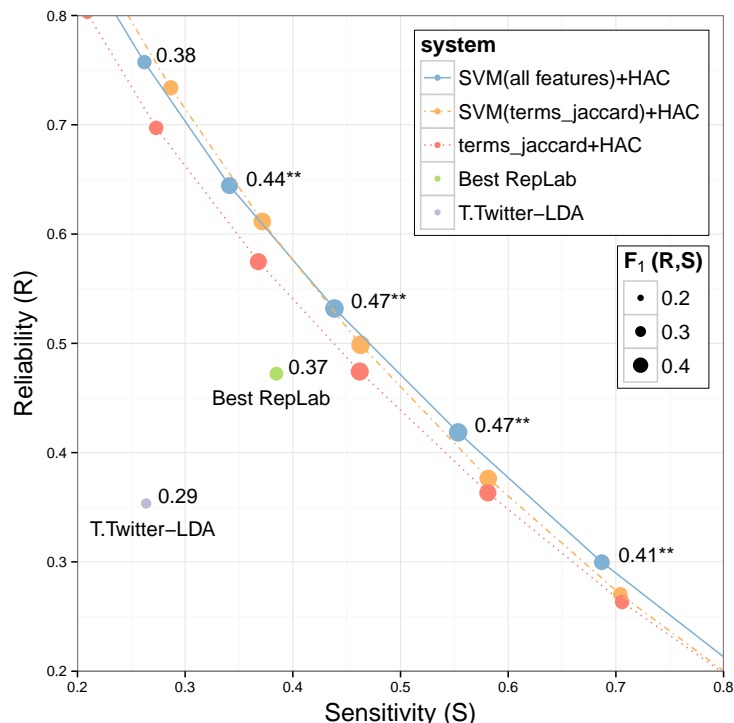 0.8
0.7
0.6
0.5
0.4
0.3
0.2
Reliability (R)
0.2
0.3
0.4
0.5
0.6
0.7
0.8
Sensitivity (S)
0.38
0.44**
0.47**
0.47**
0.41**
0.37
Best RepLab
0.29
T.Twitter−LDA
system
SVM(all features)+HAC
SVM(terms_jaccard)+HAC
terms_jaccard+HAC
Best RepLab
T.Twitter−LDA
F1 (R,S)
0.2
0.3
0.4